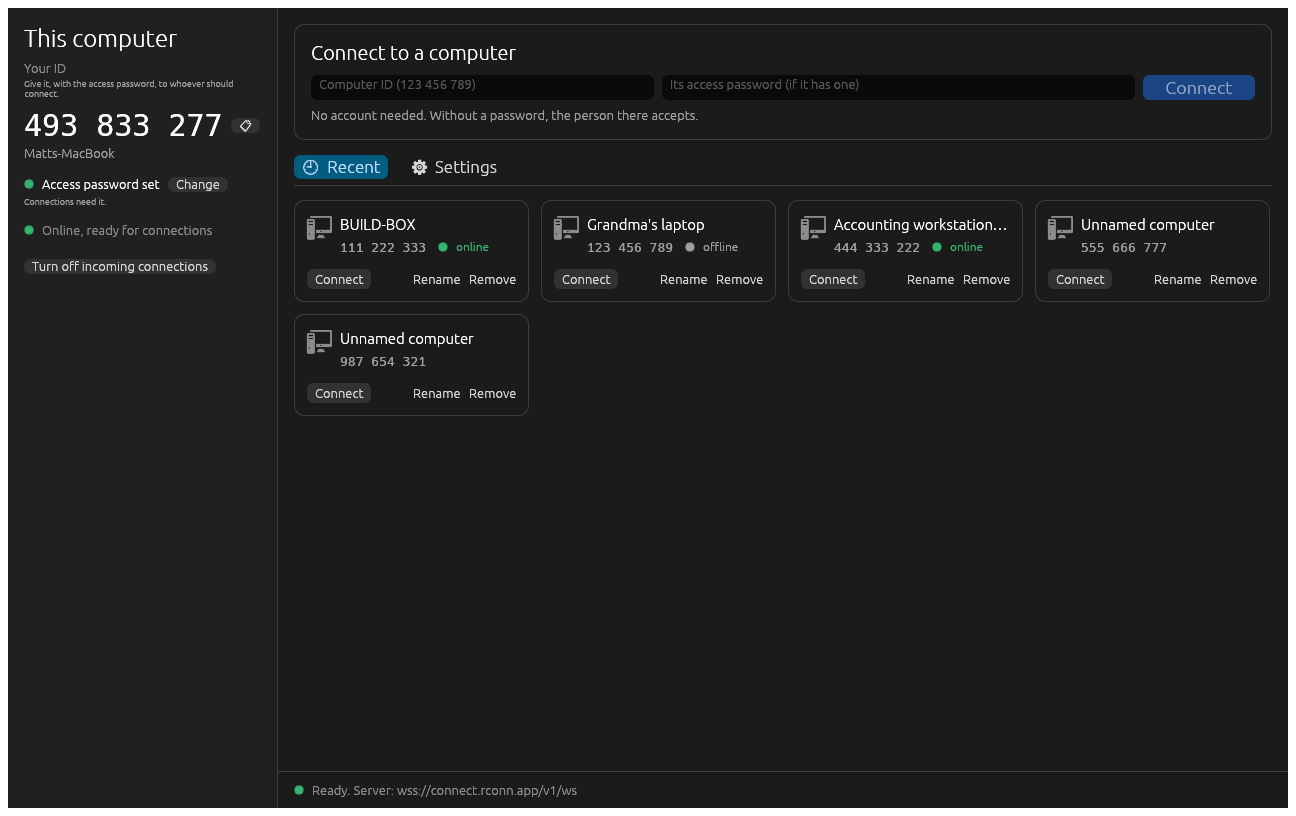 This computer
Your ID
Give it, with the access password, to whoever should
connect.
493 833 277
Matts-MacBook
Access password set Change
Connections need it.
Online, ready for connections
Turn off incoming connections
Connect to a computer
Computer ID (123 456 789) Its access password (if it has one) Connect
No account needed. Without a password, the person there accepts.
Recent Settings
BUILD-BOX
111 222 333 online
Connect Rename Remove
Grandma's laptop
123 456 789 offline
Connect Rename Remove
Accounting workstation…
444 333 222 online
Connect Rename Remove
Unnamed computer
555 666 777
Connect Rename Remove
Unnamed computer
987 654 321
Connect Rename Remove
Ready. Server: wss://connect.rconn.app/v1/ws